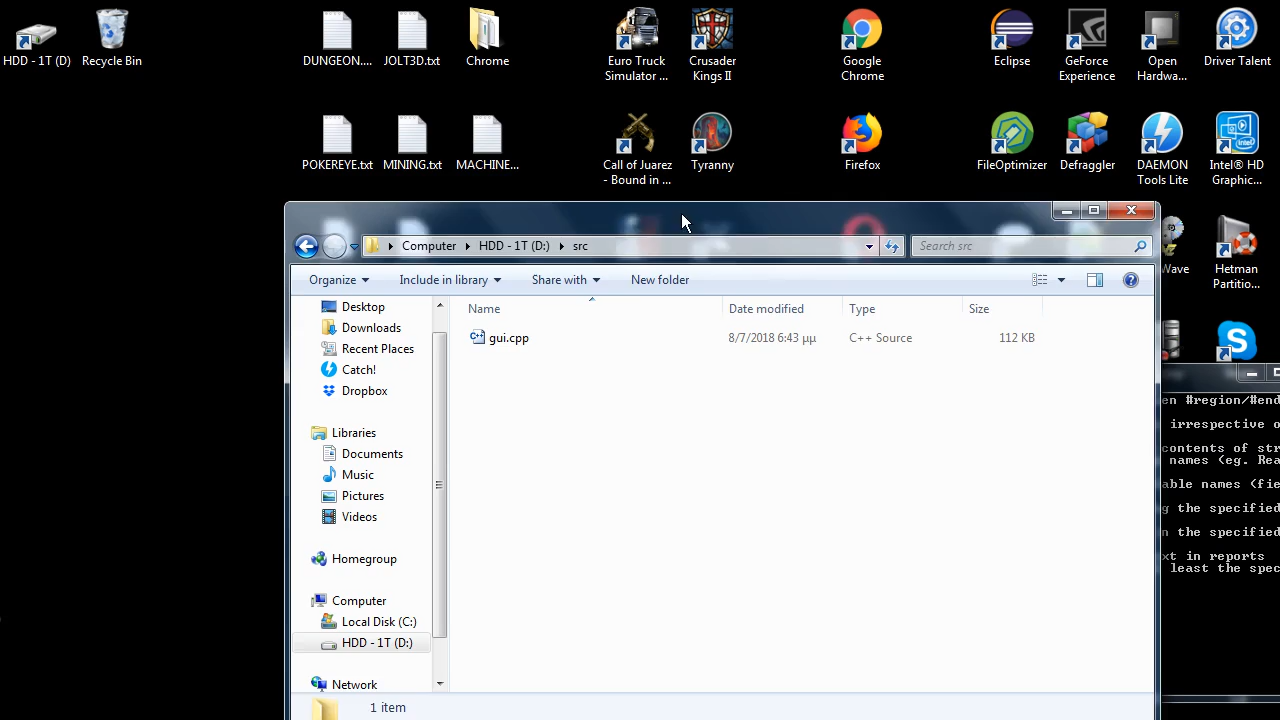 HDD - 1T (D)
Recycle Bin
DUNGEON....
JOLT3D.txt
Chrome
Euro Truck
Simulator ...
Crusader
Kings II
Google
Chrome
Eclipse
GeForce
Experience
Open
Hardwa...
Driver Talent
POKEREYE.txt
MINING.txt
MACHINE...
Call of Juarez
- Bound in ...
Tyranny
Firefox
FileOptimizer
Defraggler
DAEMON
Tools Lite
Intel® HD
Graphic...
Wave
Hetman
Partitio...
Computer
HDD - 1T (D:)
src
Search src
Organize
Include in library
Share with
New folder
Desktop
Downloads
Recent Places
Catch!
Dropbox
Libraries
Documents
Music
Pictures
Videos
Homegroup
Computer
Local Disk (C:)
HDD - 1T (D:)
Network
Name
Date modified
Type
Size
gui.cpp
8/7/2018 6:43 μμ
C++ Source
112 KB
1 item
en #region/#end
irrespective o
contents of str
names (eg. Rea
able names (fie
g the specified
n the specified
xt in reports
least the spec